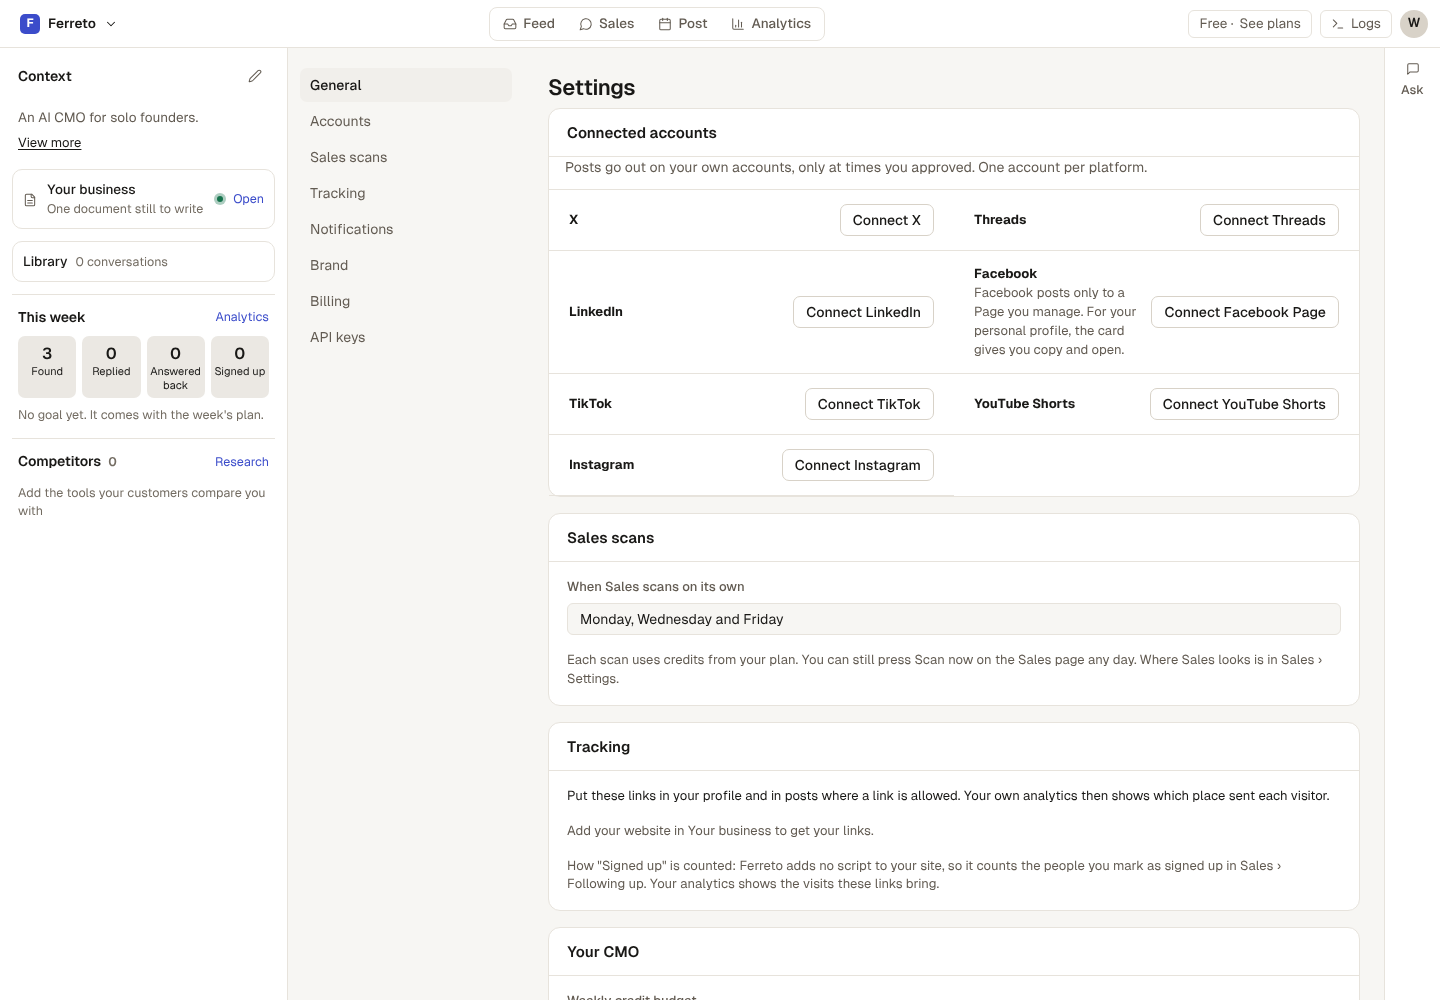 F Ferreto
Feed
Sales
Post
Analytics
Free · See plans
Logs
W
Context
An AI CMO for solo founders.
View more
Your business
One document still to write
Open
Library 0 conversations
This week
Analytics
3
Found
0
Replied
0
Answered
back
0
Signed up
No goal yet. It comes with the week's plan.
Competitors 0
Research
Add the tools your customers compare you
with
General
Accounts
Sales scans
Tracking
Notifications
Brand
Billing
API keys
Settings
Connected accounts
Posts go out on your own accounts, only at times you approved. One account per platform.
X
Connect X
Threads
Connect Threads
LinkedIn
Connect LinkedIn
Facebook
Facebook posts only to a
Page you manage. For your
personal profile, the card
gives you copy and open.
Connect Facebook Page
TikTok
Connect TikTok
YouTube Shorts
Connect YouTube Shorts
Instagram
Connect Instagram
Sales scans
When Sales scans on its own
Monday, Wednesday and Friday
Each scan uses credits from your plan. You can still press Scan now on the Sales page any day. Where Sales looks is in Sales ›
Settings.
Tracking
Put these links in your profile and in posts where a link is allowed. Your own analytics then shows which place sent each visitor.
Add your website in Your business to get your links.
How "Signed up" is counted: Ferreto adds no script to your site, so it counts the people you mark as signed up in Sales ›
Following up. Your analytics shows the visits these links bring.
Your CMO
Weekly credit budget
Ask